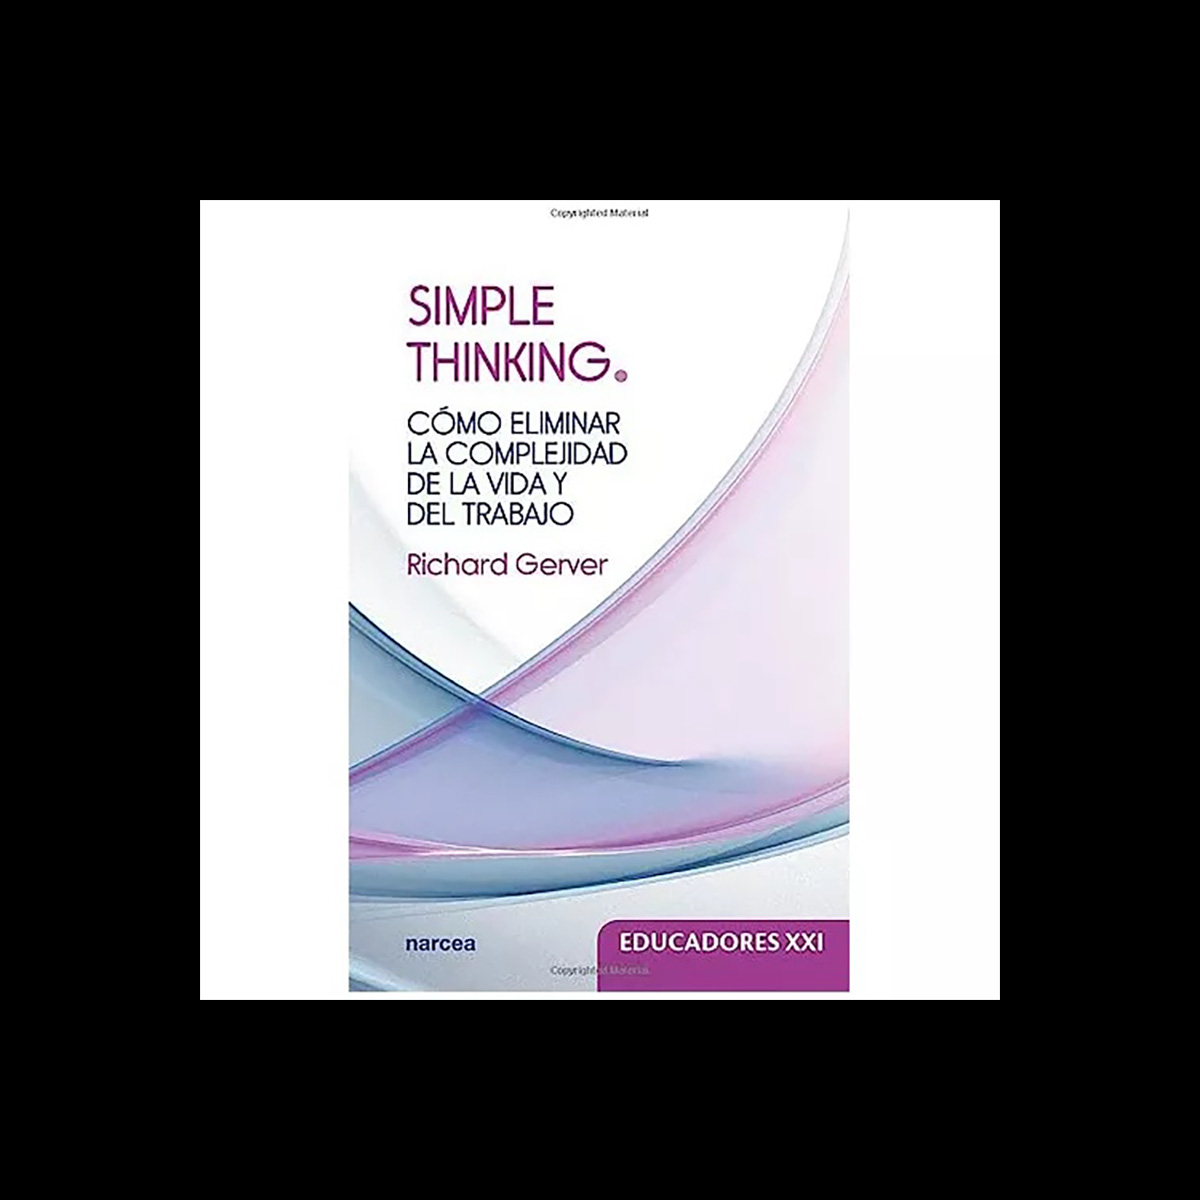 Copyrighted Material
SIMPLE
THINKING.
CÓMO ELIMINAR
LA COMPLEJIDAD
DE LA VIDA Y
DEL TRABAJO
Richard Gerver
narcea
EDUCADORES XXI
Copyrighted Material